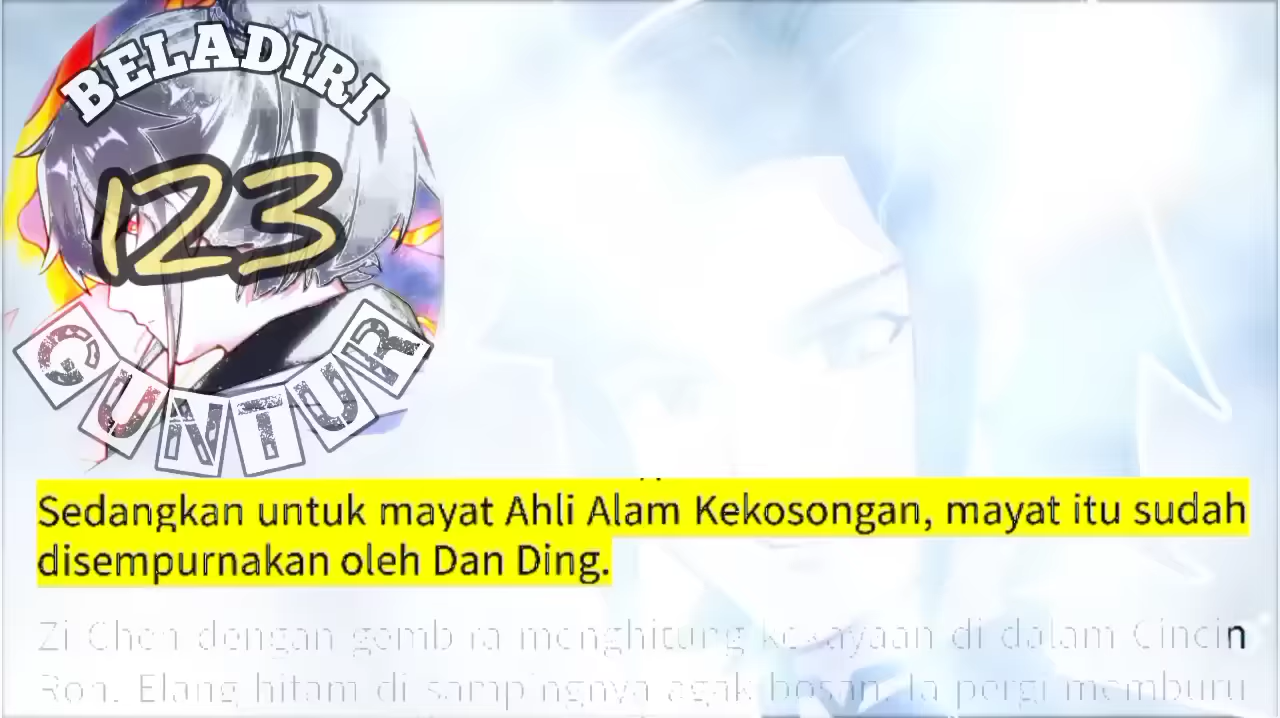 BELADIRI
123
GUNTUR
Sedangkan untuk mayat Ahli Alam Kekosongan, mayat itu sudah
disempurnakan oleh Dan Ding.
Zi Chen dengan gembira menghitung kekayaan di dalam Cincin
Roh. Elang hitam di sampingnya agak bosan. Ia pergi memburu